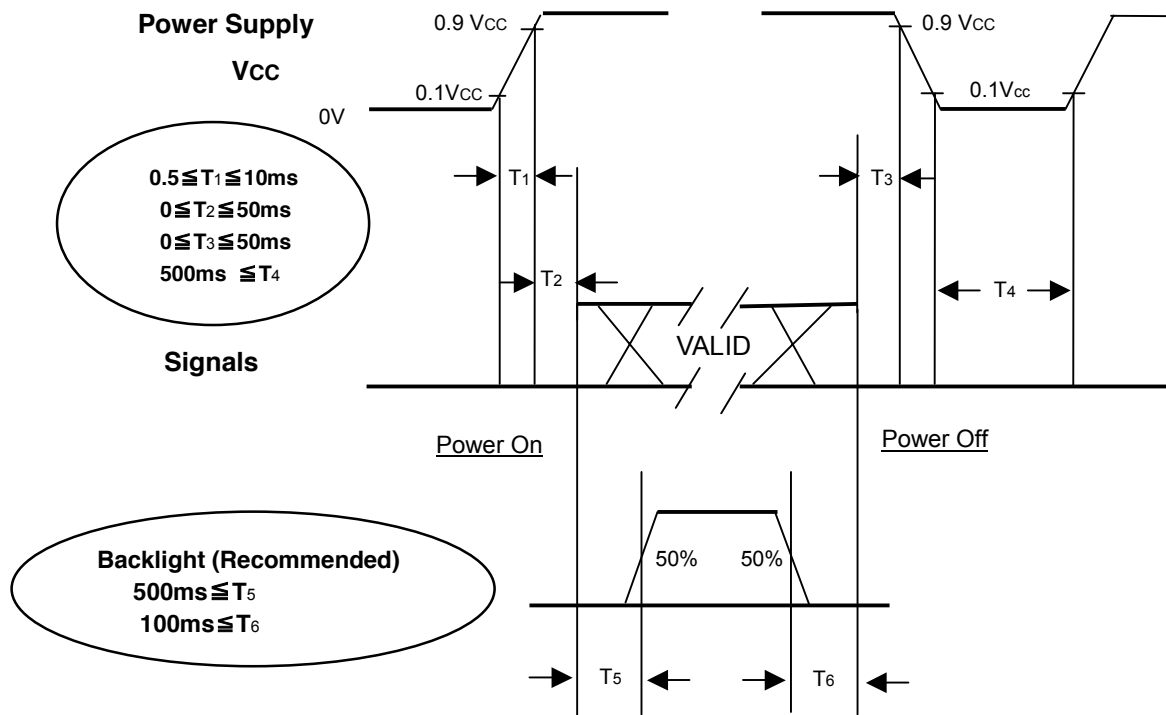 Power Supply
VCC
0.9 VCC
0.1VCC
0V
0.9 VCC
0.1Vcc
0.5≦T1≦10ms
0≦T2≦50ms
0≦T3≦50ms
500ms ≦T4
T1
T3
T2
T4
VALID
Signals
Power On
Power Off
Backlight (Recommended)
500ms≦T5
100ms≦T6
50%
50%
T5
T6